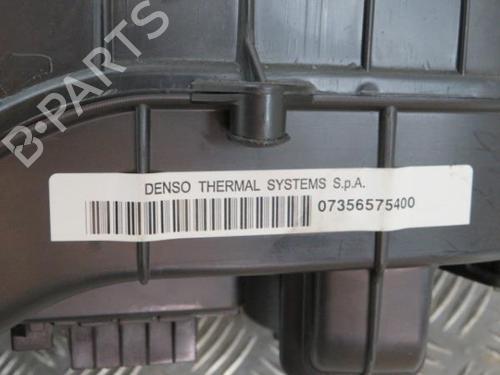 B-PARTS
DENSO THERMAL SYSTEMS S.p.A.
07356575400